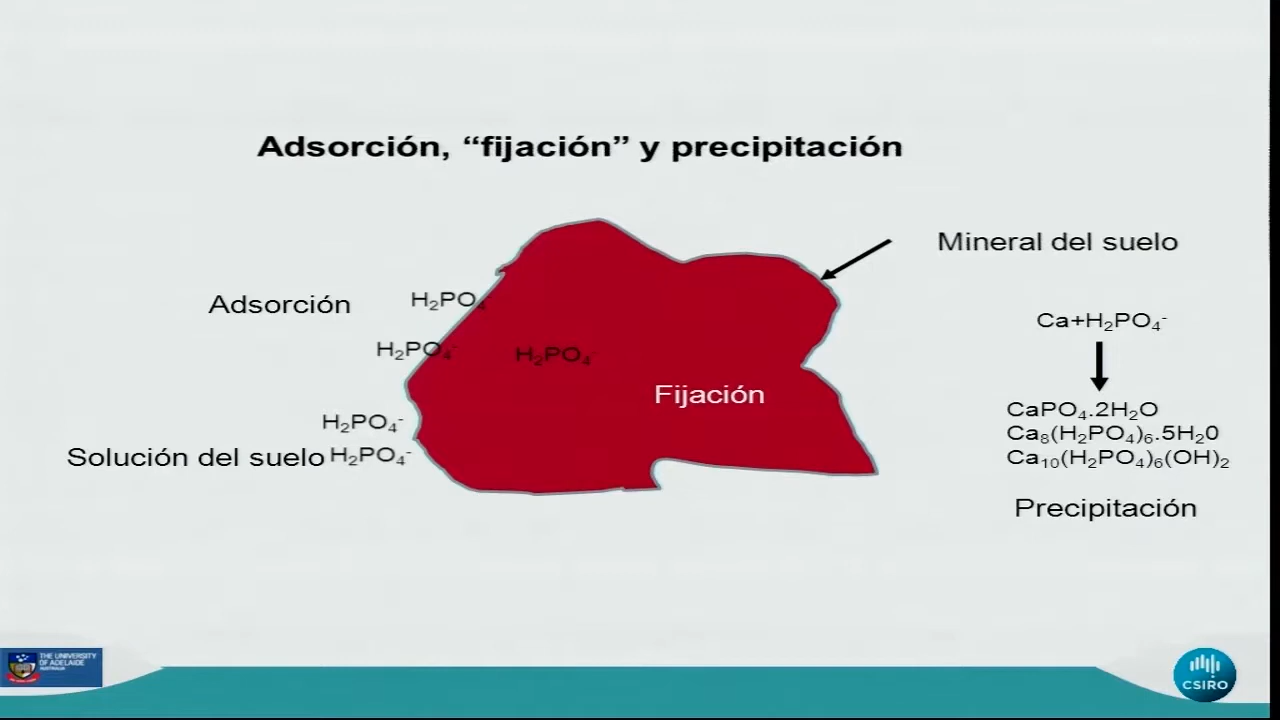 Adsorción, “fijación” y precipitación
Mineral del suelo
Adsorción
H₂PO₄
Ca+H₂PO₄⁻
H₂PO₄⁻
H₂PO₄⁻
Fijación
CaPO₄.2H₂O
H₂PO₄⁻
Ca₈(H₂PO₄)₆.5H₂0
Solución del suelo H₂PO₄⁻
Ca₁₀(H₂PO₄)₆(OH)₂
Precipitación
THE UNIVERSITY
OF ADELAIDE
AUSTRALIA
CSIRO